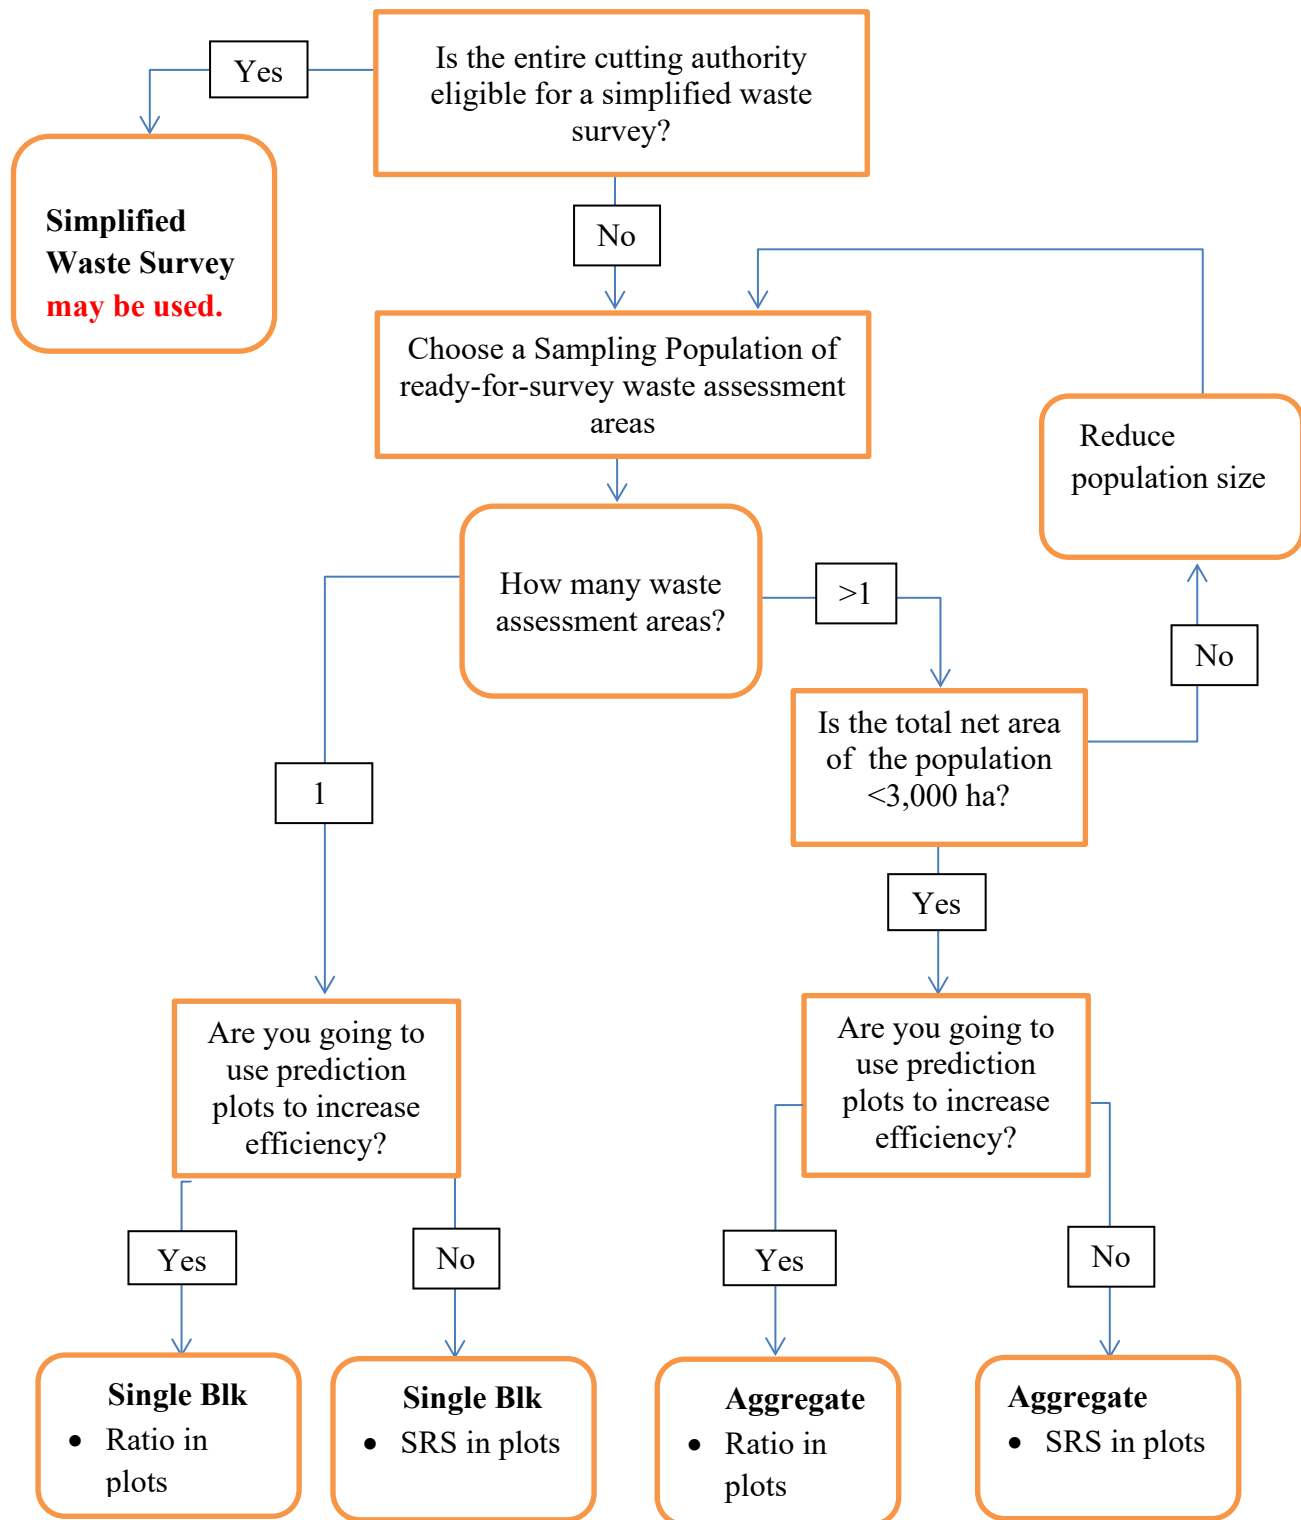 Is the entire cutting authority
eligible for a simplified waste
survey?
Yes
Simplified
Waste Survey
may be used.
No
Choose a Sampling Population of
ready-for-survey waste assessment
areas
Reduce
population size
How many waste
assessment areas?
>1
No
Is the total net area
of the population
<3,000 ha?
1
Yes
Are you going to
use prediction
plots to increase
efficiency?
Are you going to
use prediction
plots to increase
efficiency?
Yes
No
Yes
No
Single Blk
• Ratio in
plots
Single Blk
• SRS in plots
Aggregate
• Ratio in
plots
Aggregate
• SRS in plots